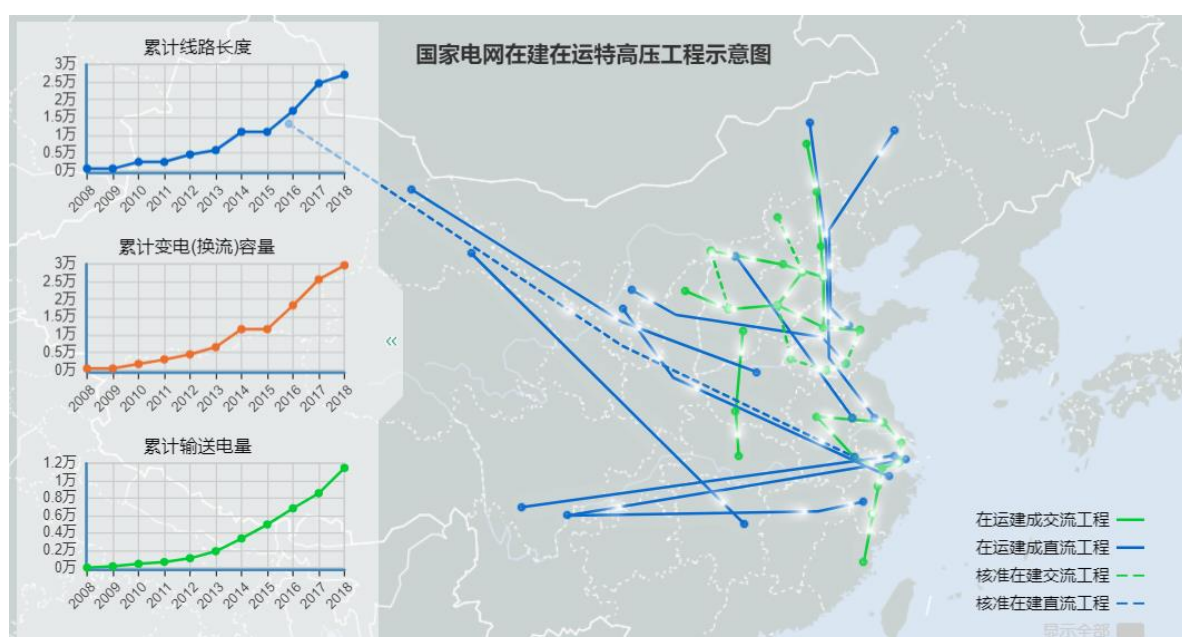 国家电网在建在运特高压工程示意图
累计线路长度
3万
2.5万
2万
1.5万
1万
0.5万
0万
2008 2009 2010 2011 2012 2013 2014 2015 2016 2017 2018
累计变电(换流)容量
3万
2.5万
2万
1.5万
1万
0.5万
0万
2008 2009 2010 2011 2012 2013 2014 2015 2016 2017 2018
累计输送电量
1.2万
1万
0.8万
0.6万
0.4万
0.2万
0万
2008 2009 2010 2011 2012 2013 2014 2015 2016 2017 2018
«
在运建成交流工程
在运建成直流工程
核准在建交流工程
核准在建直流工程
显示全部